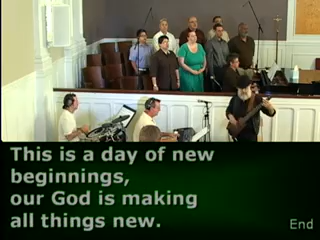 This is a day of new
beginnings,
our God is making
all things new.
End